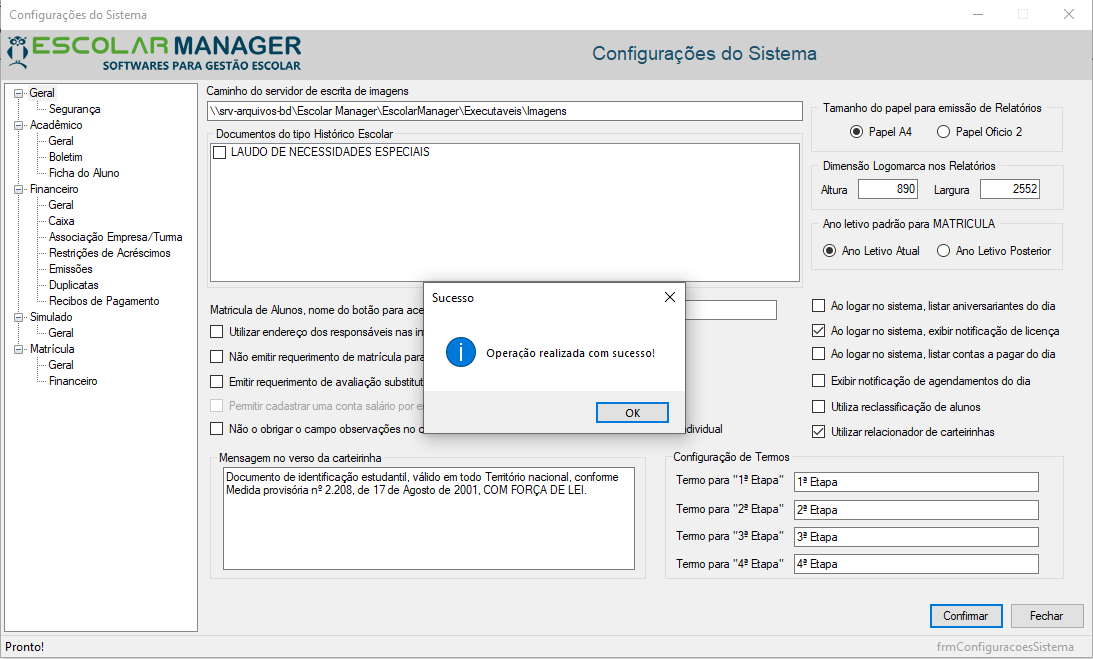 Configurações do Sistema
ESCOLAR MANAGER
SOFTWARES PARA GESTÃO ESCOLAR
Configurações do Sistema
Geral
Segurança
Acadêmico
Geral
Boletim
Ficha do Aluno
Financeiro
Geral
Caixa
Associação Empresa/Turma
Restrições de Acréscimos
Emissões
Duplicatas
Recibos de Pagamento
Simulado
Geral
Matrícula
Geral
Financeiro
Caminho do servidor de escrita de imagens
\\srv-arquivos-bd\Escolar Manager\EscolarManager\Executaveis\Imagens
Documentos do tipo Histórico Escolar
LAUDO DE NECESSIDADES ESPECIAIS
Tamanho do papel para emissão de Relatórios
Papel A4 Papel Oficio 2
Dimensão Logomarca nos Relatórios
Altura 890 Largura 2552
Ano letivo padrão para MATRICULA
Ano Letivo Atual Ano Letivo Posterior
Matricula de Alunos, nome do botão para
Utilizar endereço dos responsáveis nas
Não emitir requerimento de matrícula para
Emitir requerimento de avaliação
Permitir cadastrar uma conta salário por
Não o obrigar o campo observações no
Sucesso
Operação realizada com sucesso!
OK
Ao logar no sistema, listar aniversariantes do dia
Ao logar no sistema, exibir notificação de licença
Ao logar no sistema, listar contas a pagar do dia
Exibir notificação de agendamentos do dia
Utiliza reclassificação de alunos
Utilizar relacionador de carteirinhas
Mensagem no verso da carteirinha
Documento de identificação estudantil, válido em todo Território nacional, conforme
Medida provisória nº 2.208, de 17 de Agosto de 2001, COM FORÇA DE LEI.
Configuração de Termos
Termo para "1ª Etapa" 1ª Etapa
Termo para "2ª Etapa" 2ª Etapa
Termo para "3ª Etapa" 3ª Etapa
Termo para "4ª Etapa" 4ª Etapa
Confirmar Fechar
Pronto! frmConfiguracoesSistema